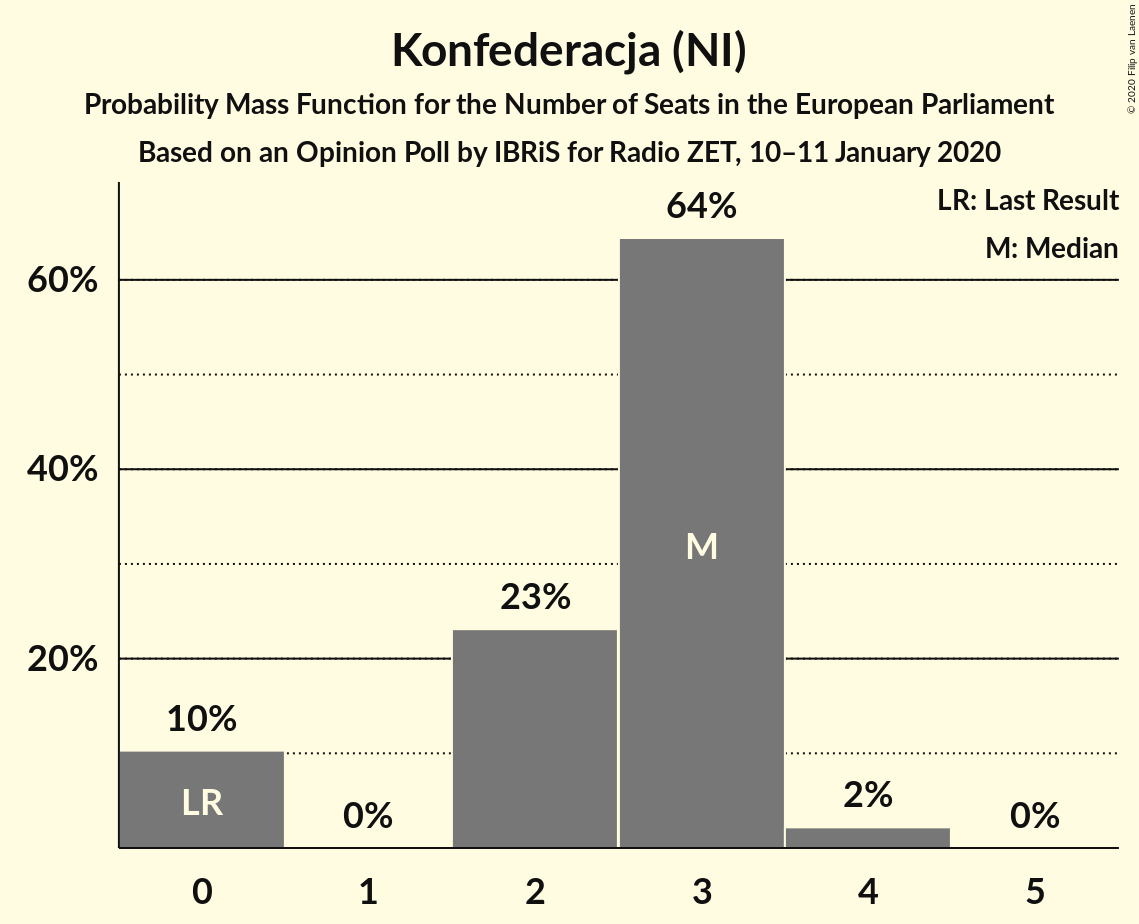 Konfederacja (NI)
Probability Mass Function for the Number of Seats in the European Parliament
Based on an Opinion Poll by IBRiS for Radio ZET, 10–11 January 2020
© 2020 Filip van Laenen
LR: Last Result
M: Median
64%
60%
40%
M
23%
20%
10%
LR
0%
2%
0%
0 1 2 3 4 5